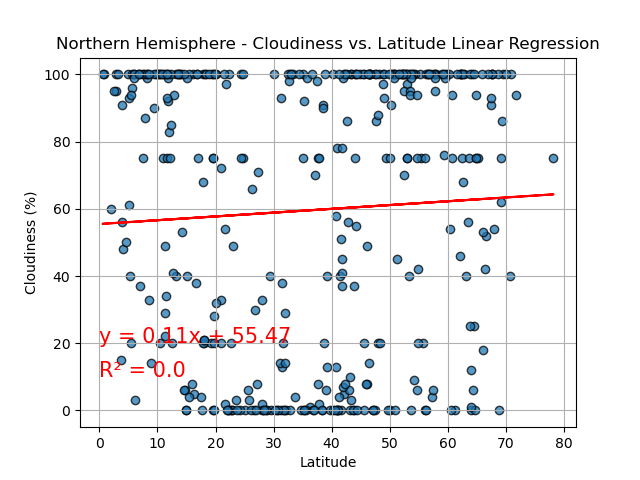 Northern Hemisphere - Cloudiness vs. Latitude Linear Regression
100
80
60
40
20
0
Cloudiness (%)
y = 0.11x + 55.47
R² = 0.0
0 10 20 30 40 50 60 70 80
Latitude